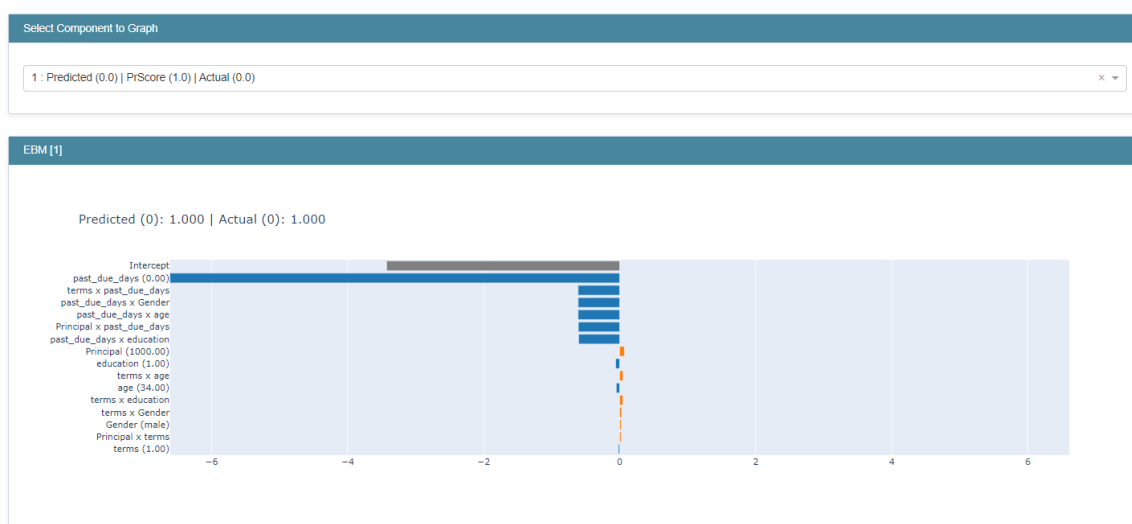 Select Component to Graph
1 : Predicted (0.0) | PrScore (1.0) | Actual (0.0)
× 
EBM [1]
Predicted (0): 1.000 | Actual (0): 1.000
Intercept
past_due_days (0.00)
terms x past_due_days
past_due_days x Gender
past_due_days x age
Principal x past_due_days
past_due_days x education
Principal (1000.00)
education (1.00)
terms x age
age (34.00)
terms x education
terms x Gender
Gender (male)
Principal x terms
terms (1.00)
−6 −4 −2 0 2 4 6